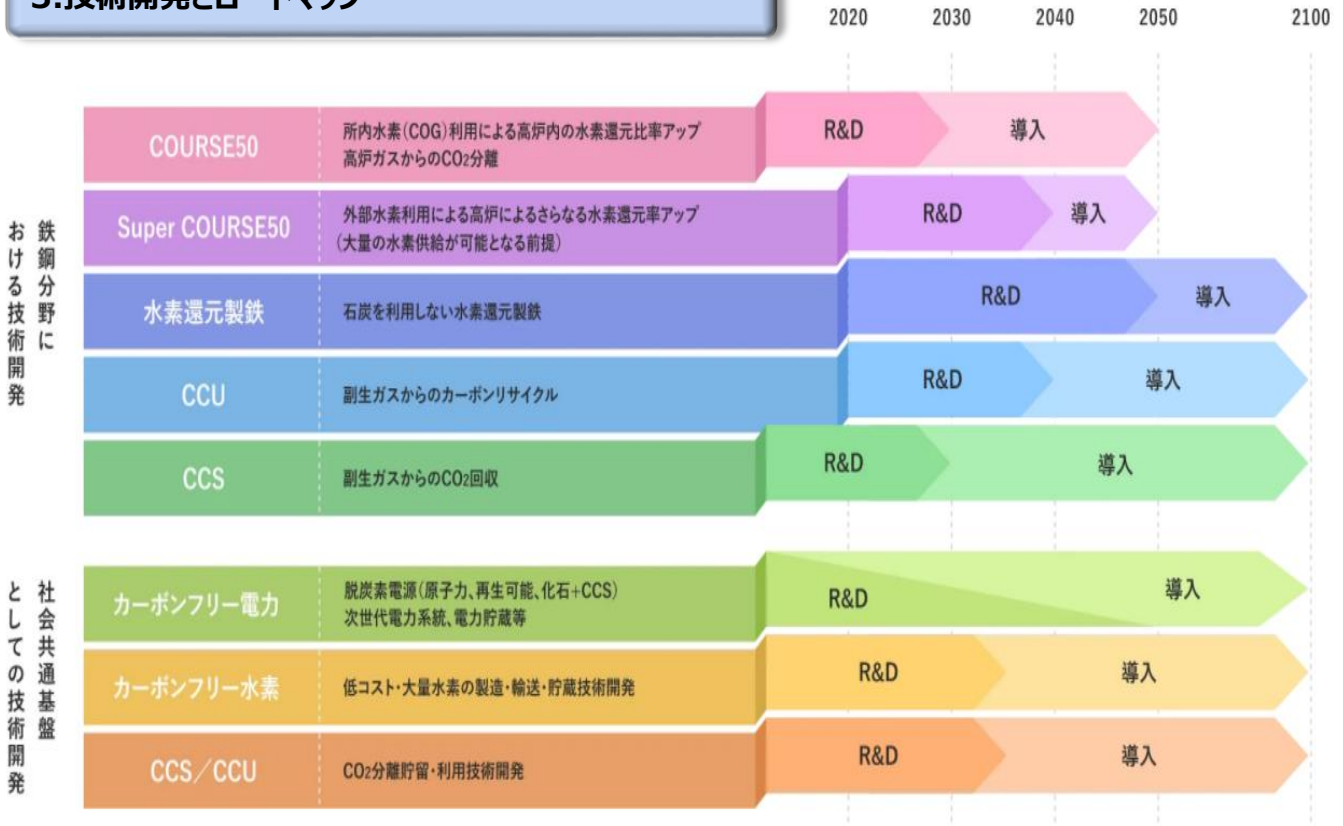 3.技術開発とロードマップ
2020 2030 2040 2050 2100
鉄鋼分野に
おける技術開発
COURSE50
所内水素(COG)利用による高炉内の水素還元比率アップ
高炉ガスからのCO2分離
R&D 導入
Super COURSE50
外部水素利用による高炉によるさらなる水素還元率アップ
(大量の水素供給が可能となる前提)
R&D 導入
水素還元製鉄
石炭を利用しない水素還元製鉄
R&D 導入
CCU
副生ガスからのカーボンリサイクル
R&D 導入
CCS
副生ガスからのCO2回収
R&D 導入
社会共通基盤
としての技術開発
カーボンフリー電力
脱炭素電源(原子力、再生可能、化石+CCS)
次世代電力系統、電力貯蔵等
R&D 導入
カーボンフリー水素
低コスト・大量水素の製造・輸送・貯蔵技術開発
R&D 導入
CCS/CCU
CO2分離貯留・利用技術開発
R&D 導入